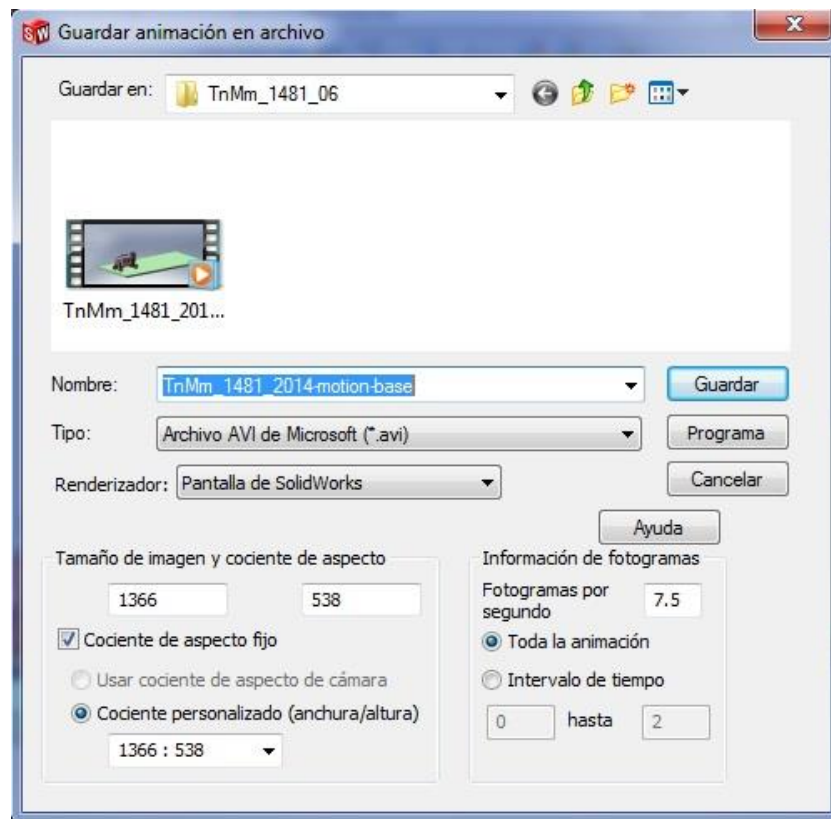 SW Guardar animación en archivo
X
Guardar en: TnMm_1481_06
TnMm_1481_201...
Nombre: TnMm_1481_2014-motion-base Guardar
Tipo: Archivo AVI de Microsoft (*.avi) Programa
Renderizador: Pantalla de SolidWorks Cancelar
Ayuda
Tamaño de imagen y cociente de aspecto
1366 538
Cociente de aspecto fijo
Usar cociente de aspecto de cámara
Cociente personalizado (anchura/altura)
1366 : 538
Información de fotogramas
Fotogramas por
segundo 7.5
Toda la animación
Intervalo de tiempo
0 hasta 2